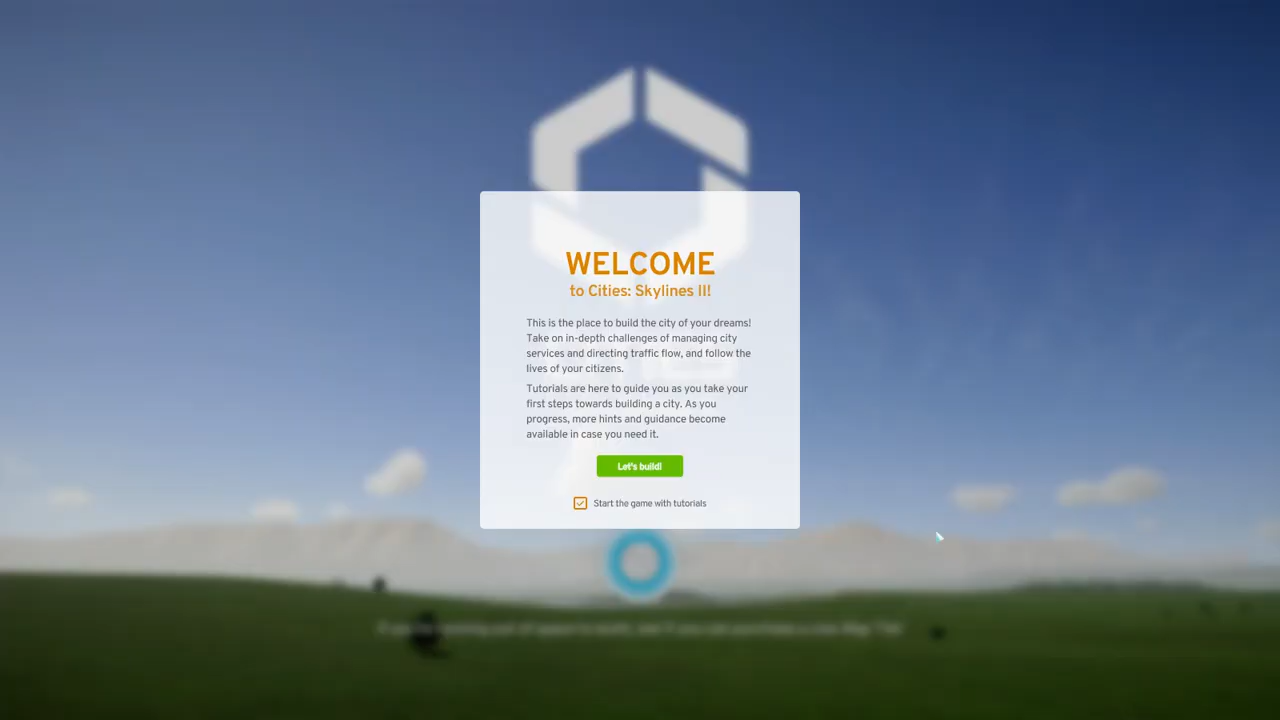 WELCOME
to Cities: Skylines II!
This is the place to build the city of your dreams!
Take on in-depth challenges of managing city
services and directing traffic flow, and follow the
lives of your citizens.
Tutorials are here to guide you as you take your
first steps towards building a city. As you
progress, more hints and guidance become
available in case you need it.
Let's build!
Start the game with tutorials